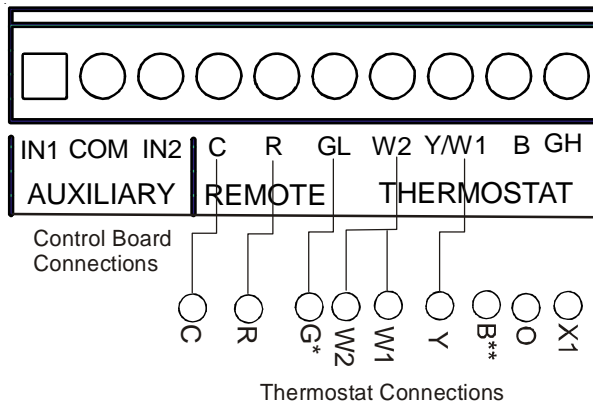 IN1 COM IN2 C R GL W2 Y/W1 B GH
AUXILIARY REMOTE THERMOSTAT
Control Board
Connections
C R G* W2 W1 Y B** O X1
Thermostat Connections